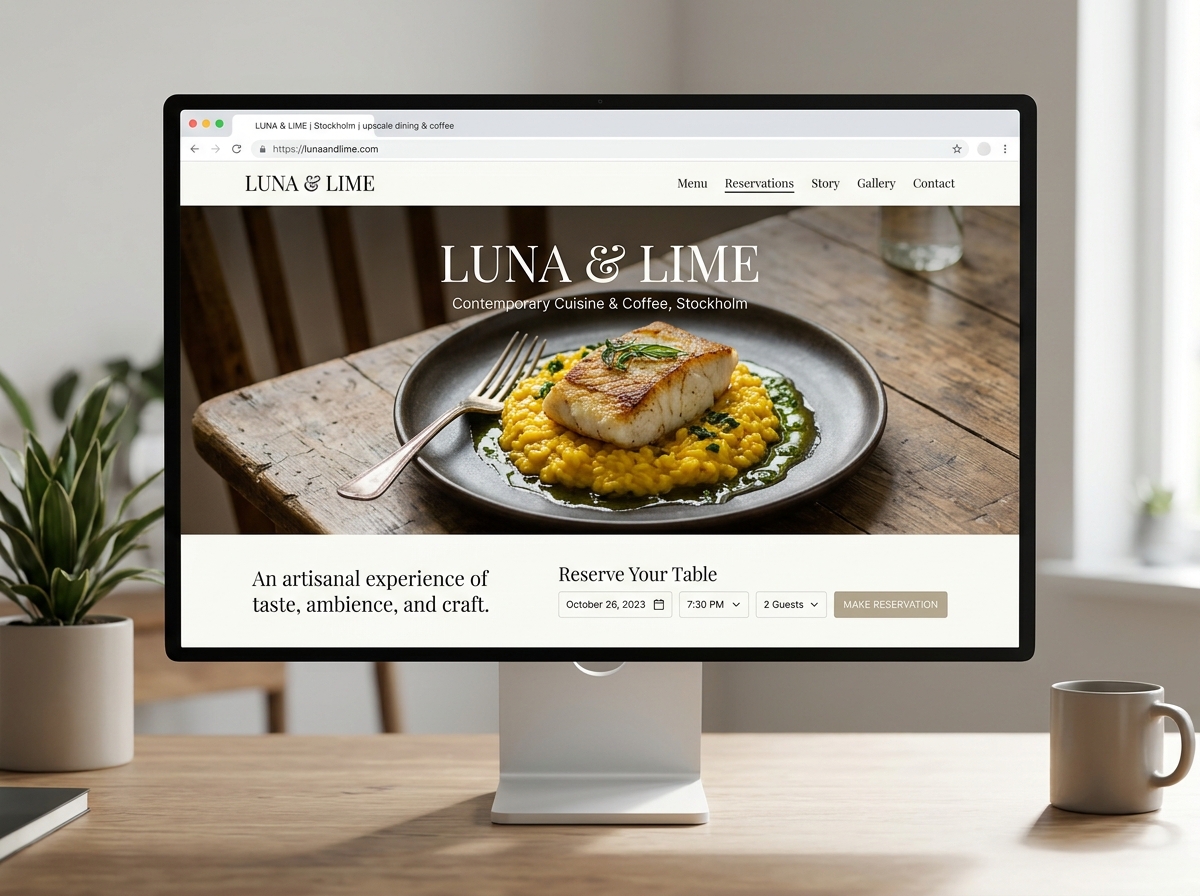 LUNA & LIME | Stockholm | upscale dining & coffee
https://lunaandlime.com
LUNA & LIME
Menu Reservations Story Gallery Contact
LUNA & LIME
Contemporary Cuisine & Coffee, Stockholm
An artisanal experience of
taste, ambience, and craft.
Reserve Your Table
October 26, 2023 7:30 PM 2 Guests MAKE RESERVATION